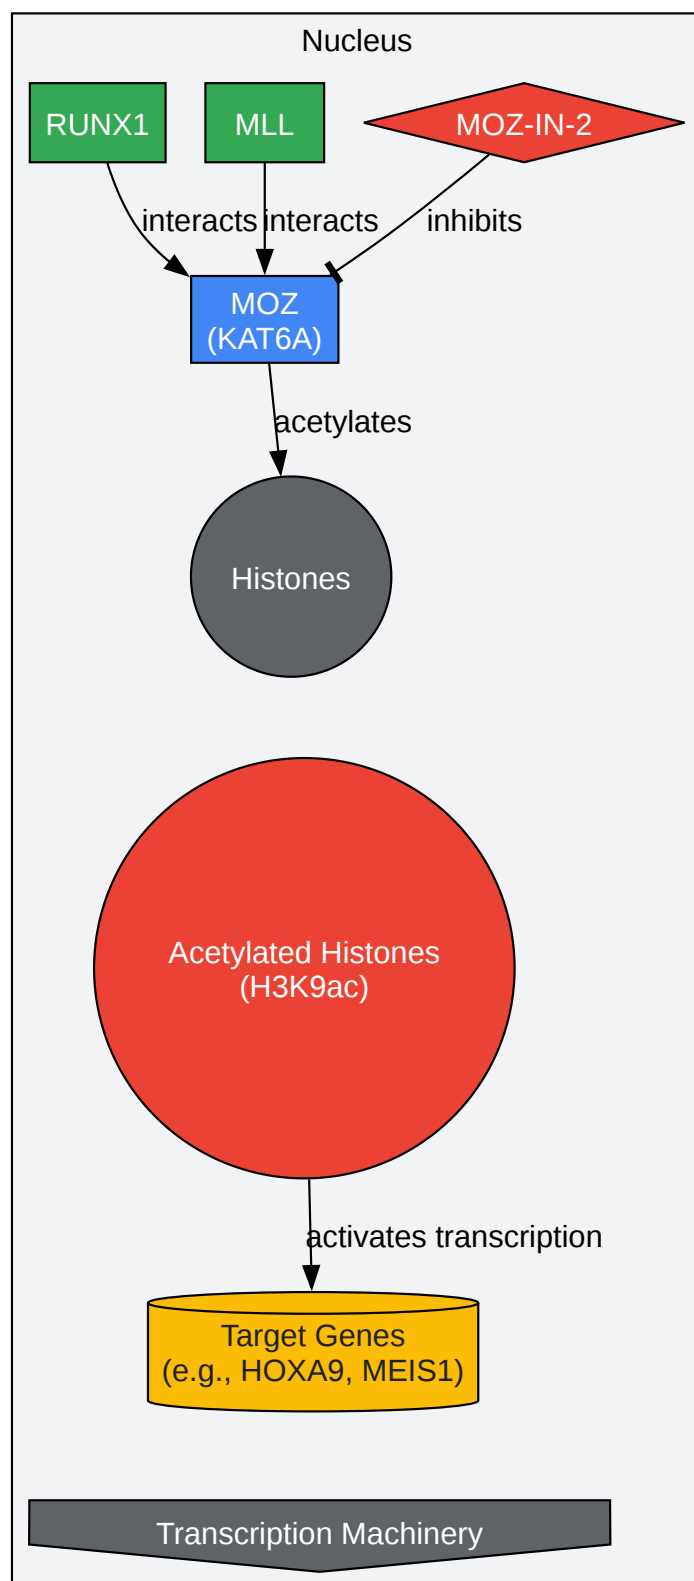 Nucleus
RUNX1
MLL
MOZ-IN-2
interacts
interacts
inhibits
MOZ
(KAT6A)
acetylates
Histones
Acetylated Histones
(H3K9ac)
activates transcription
Target Genes
(e.g., HOXA9, MEIS1)
Transcription Machinery